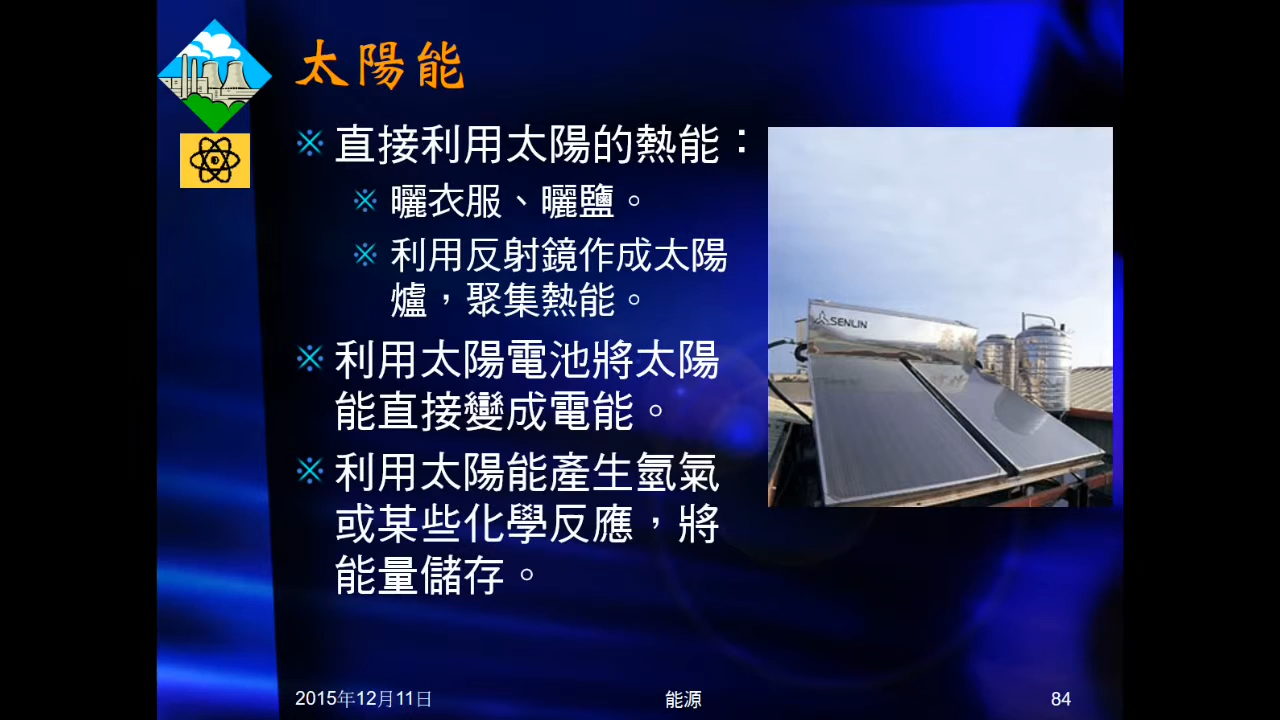 太陽能
※ 直接利用太陽的熱能：
※ 曬衣服、曬鹽。
※ 利用反射鏡作成太陽
爐，聚集熱能。
※ 利用太陽電池將太陽
能直接變成電能。
※ 利用太陽能產生氫氣
或某些化學反應，將
能量儲存。
SENLIN
2015年12月11日
能源
84